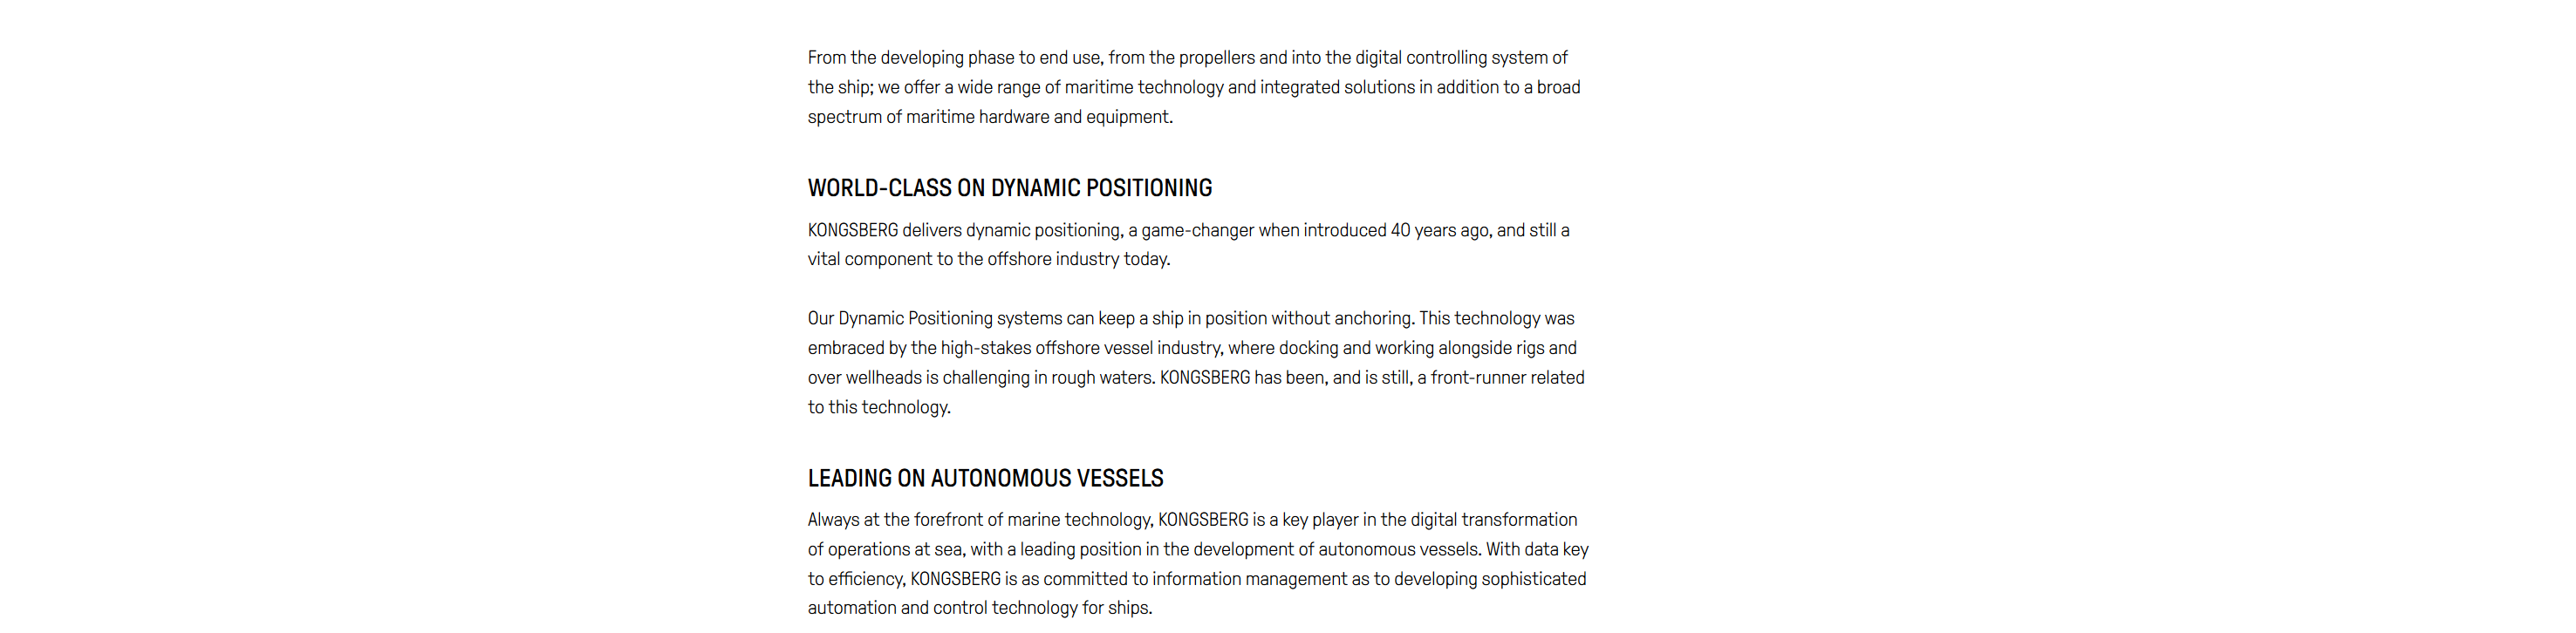 From the developing phase to end use, from the propellers and into the digital controlling system of
the ship; we offer a wide range of maritime technology and integrated solutions in addition to a broad
spectrum of maritime hardware and equipment.
WORLD-CLASS ON DYNAMIC POSITIONING
KONGSBERG delivers dynamic positioning, a game-changer when introduced 40 years ago, and still a
vital component to the offshore industry today.
Our Dynamic Positioning systems can keep a ship in position without anchoring. This technology was
embraced by the high-stakes offshore vessel industry, where docking and working alongside rigs and
over wellheads is challenging in rough waters. KONGSBERG has been, and is still, a front-runner related
to this technology.
LEADING ON AUTONOMOUS VESSELS
Always at the forefront of marine technology, KONGSBERG is a key player in the digital transformation
of operations at sea, with a leading position in the development of autonomous vessels. With data key
to efficiency, KONGSBERG is as committed to information management as to developing sophisticated
automation and control technology for ships.